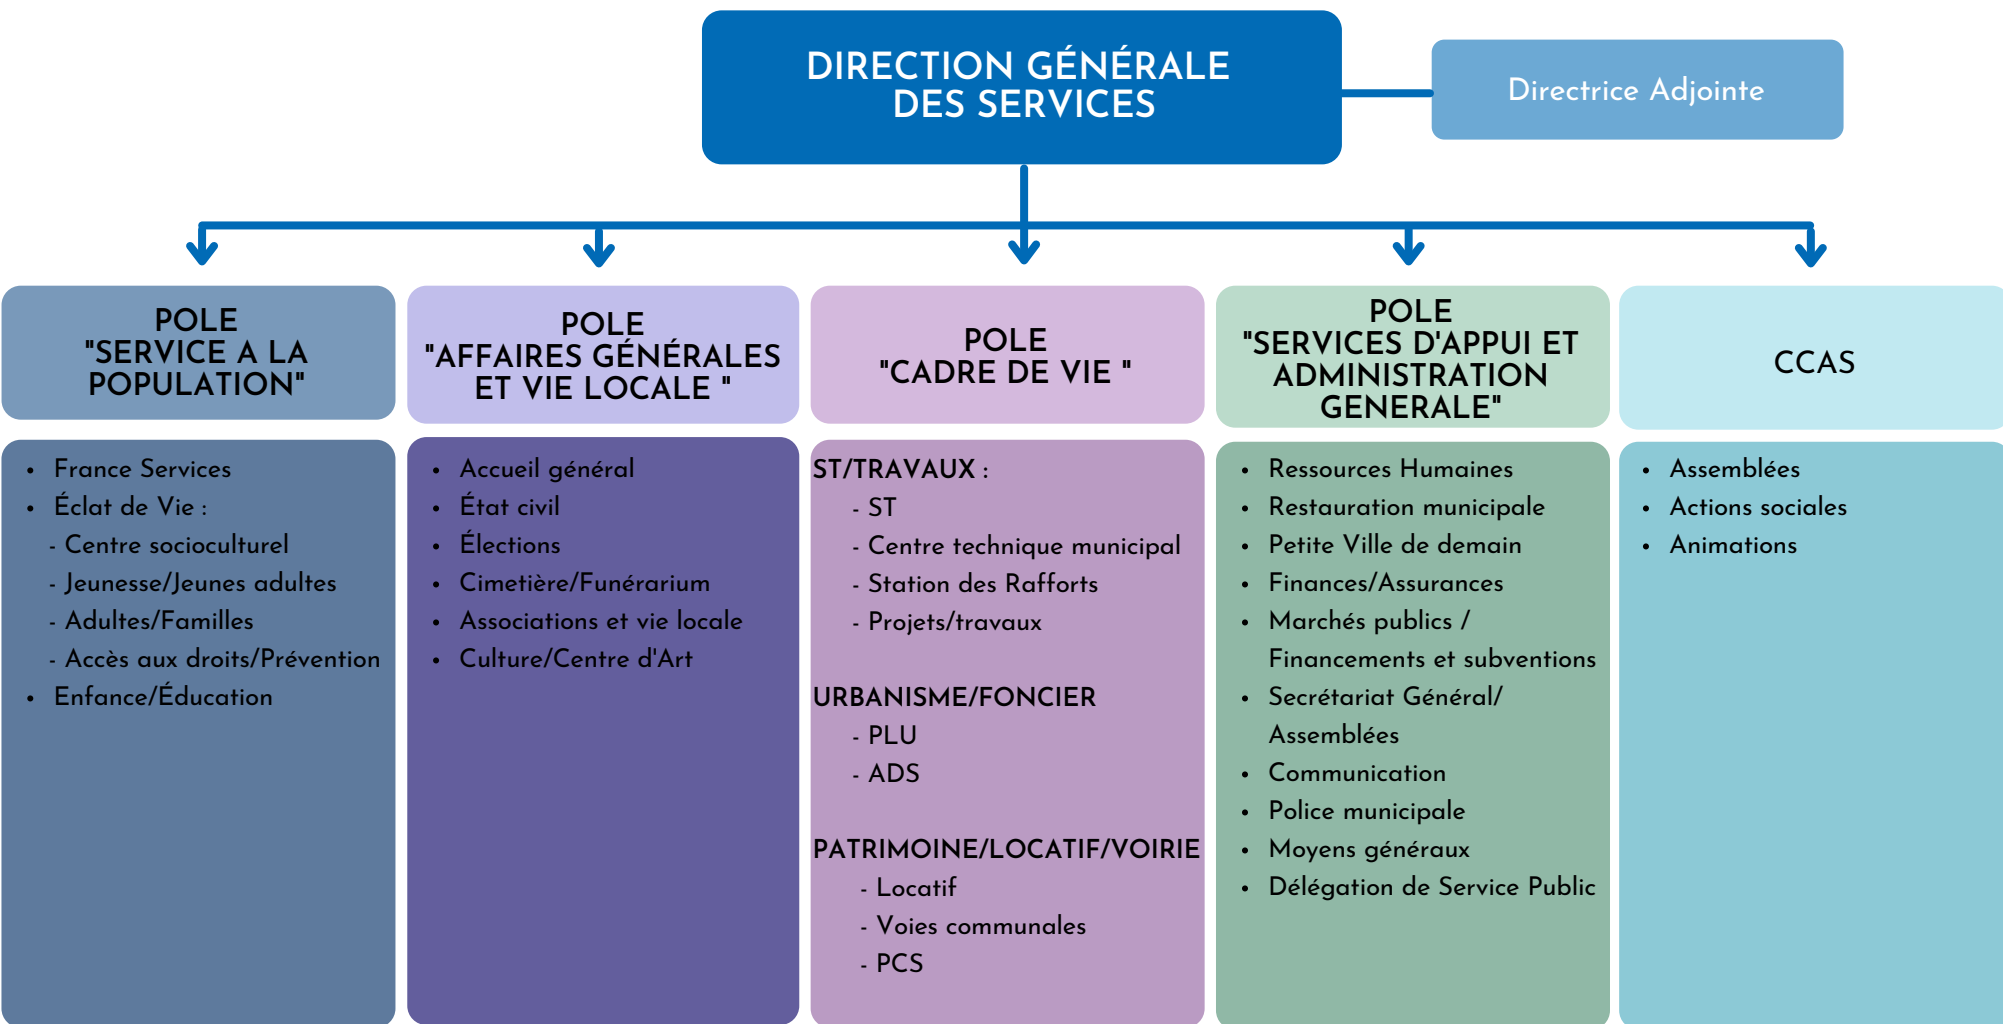 DIRECTION GÉNÉRALE
DES SERVICES
Directrice Adjointe
POLE
"SERVICE A LA
POPULATION"
• France Services
• Éclat de Vie :
- Centre socioculturel
- Jeunesse/Jeunes adultes
- Adultes/Familles
- Accès aux droits/Prévention
• Enfance/Éducation
POLE
"AFFAIRES GÉNÉRALES
ET VIE LOCALE "
• Accueil général
• État civil
• Élections
• Cimetière/Funérarium
• Associations et vie locale
• Culture/Centre d'Art
POLE
"CADRE DE VIE "
ST/TRAVAUX :
- ST
- Centre technique municipal
- Station des Rafforts
- Projets/travaux
URBANISME/FONCIER
- PLU
- ADS
PATRIMOINE/LOCATIF/VOIRIE
- Locatif
- Voies communales
- PCS
POLE
"SERVICES D'APPUI ET
ADMINISTRATION
GENERALE"
• Ressources Humaines
• Restauration municipale
• Petite Ville de demain
• Finances/Assurances
• Marchés publics /
Financements et subventions
• Secrétariat Général/
Assemblées
• Communication
• Police municipale
• Moyens généraux
• Délégation de Service Public
CCAS
• Assemblées
• Actions sociales
• Animations